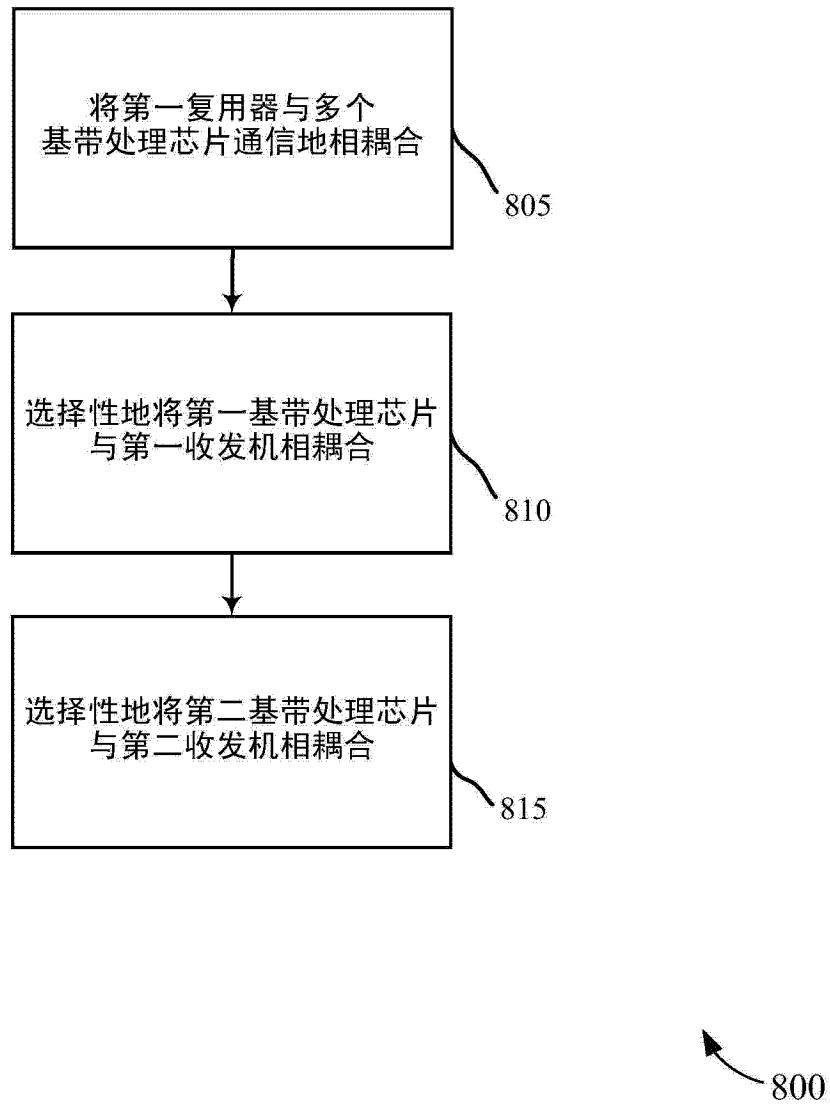 将第一复用器与多个
基带处理芯片通信地相耦合
805
选择性地将第一基带处理芯片
与第一收发机相耦合
810
选择性地将第二基带处理芯片
与第二收发机相耦合
815
800